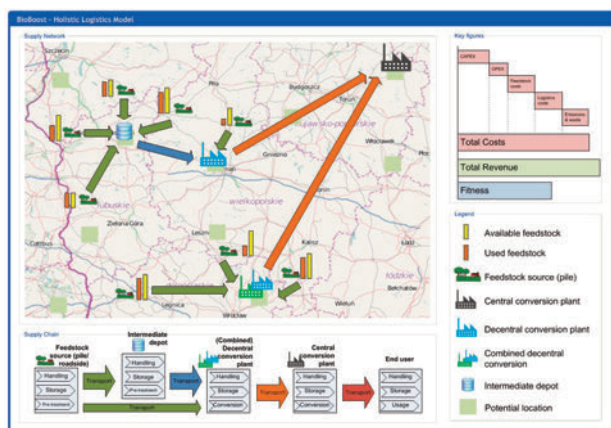 BioBoost - Holistic Logistics Model
Supply Network
Szczecin
Piła
Bydgoszcz
Toruń
kujawsko-pomorskie
Włocławek
Gniezno
wielkopolskie
lubuskie
Zielona Góra
Cottbus
Leszno
Kalisz
Łódź
łódzkie
Bełchatów
Legnica
Wrocław
Wieluń
Key figures
CAPEX
OPEX
Feedstock costs
Logistics costs
Emissions & waste
Total Costs
Total Revenue
Fitness
Legend
Available feedstock
Used feedstock
Feedstock source (pile)
Central conversion plant
Decentral conversion plant
Combined decentral
conversion
Intermediate depot
Potential location
Supply Chain
Feedstock
source (pile/
roadside)
Handling
Storage
Pre-treatment
Transport
Intermediate
depot
Handling
Storage
Pre-treatment
Transport
Transport
(Combined)
Decentral
conversion
plant
Handling
Storage
Conversion
Transport
Central
conversion
plant
Handling
Storage
Conversion
Transport
End user
Handling
Storage
Usage